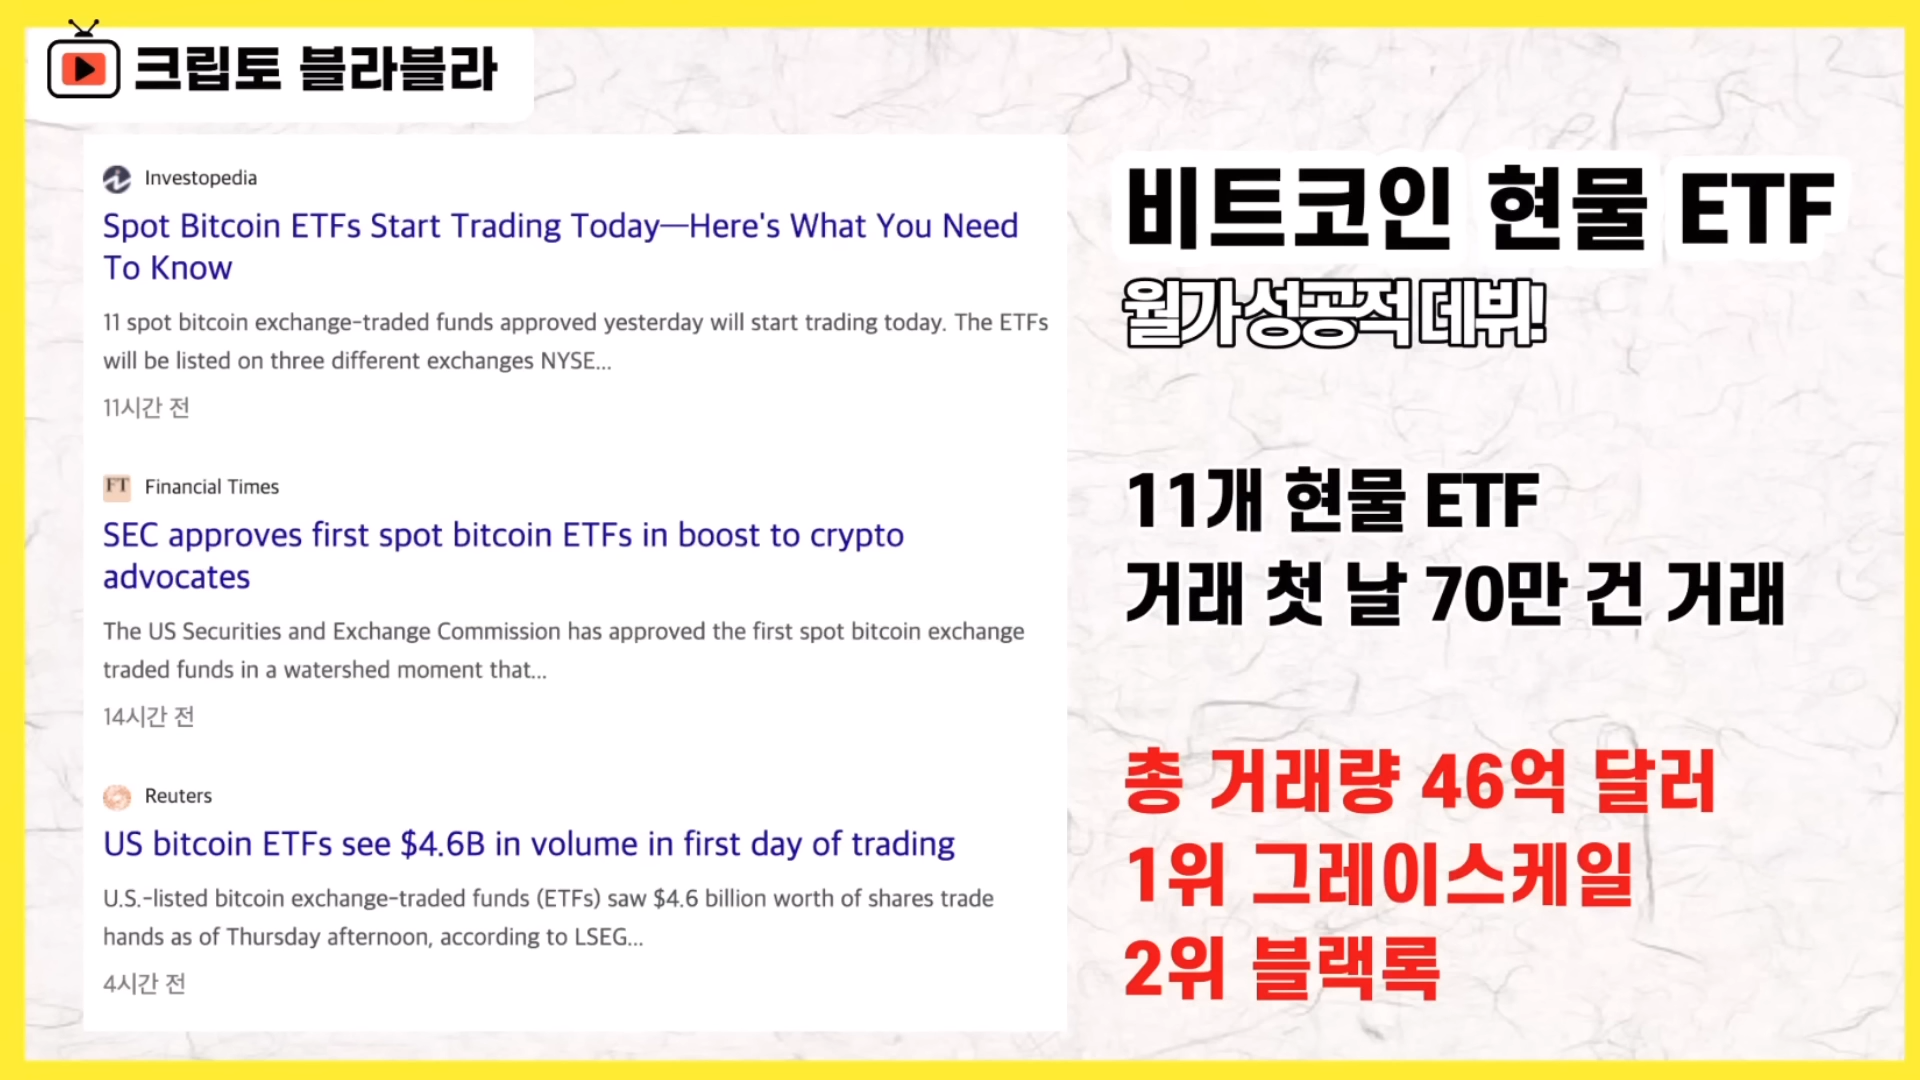 크립토 블라블라
Investopedia
Spot Bitcoin ETFs Start Trading Today—Here's What You Need
To Know
11 spot bitcoin exchange-traded funds approved yesterday will start trading today. The ETFs
will be listed on three different exchanges NYSE...
11시간 전
FT Financial Times
SEC approves first spot bitcoin ETFs in boost to crypto
advocates
The US Securities and Exchange Commission has approved the first spot bitcoin exchange
traded funds in a watershed moment that...
14시간 전
Reuters
US bitcoin ETFs see $4.6B in volume in first day of trading
U.S.-listed bitcoin exchange-traded funds (ETFs) saw $4.6 billion worth of shares trade
hands as of Thursday afternoon, according to LSEG...
4시간 전
비트코인 현물 ETF
월가 성공적 데뷔!
11개 현물 ETF
거래 첫 날 70만 건 거래
총 거래량 46억 달러
1위 그레이스케일
2위 블랙록